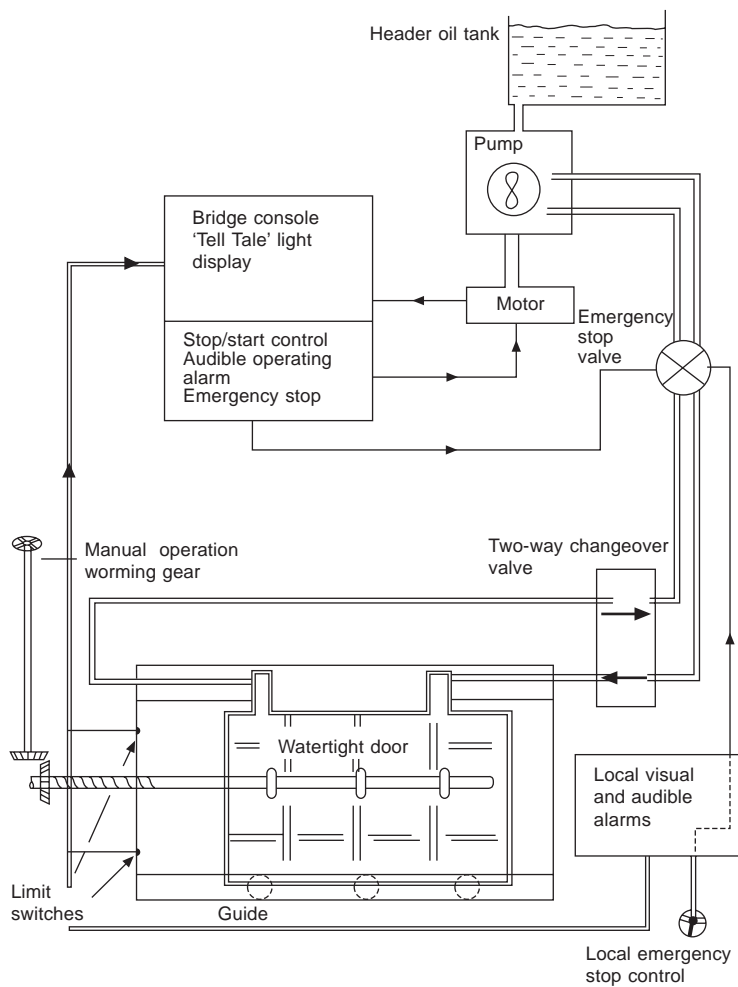 Header oil tank
Pump
Bridge console
‘Tell Tale’ light
display
Motor
Emergency
stop
valve
Stop/start control
Audible operating
alarm
Emergency stop
Manual operation
worming gear
Two-way changeover
valve
Watertight door
Local visual
and audible
alarms
Limit
switches
Guide
Local emergency
stop control